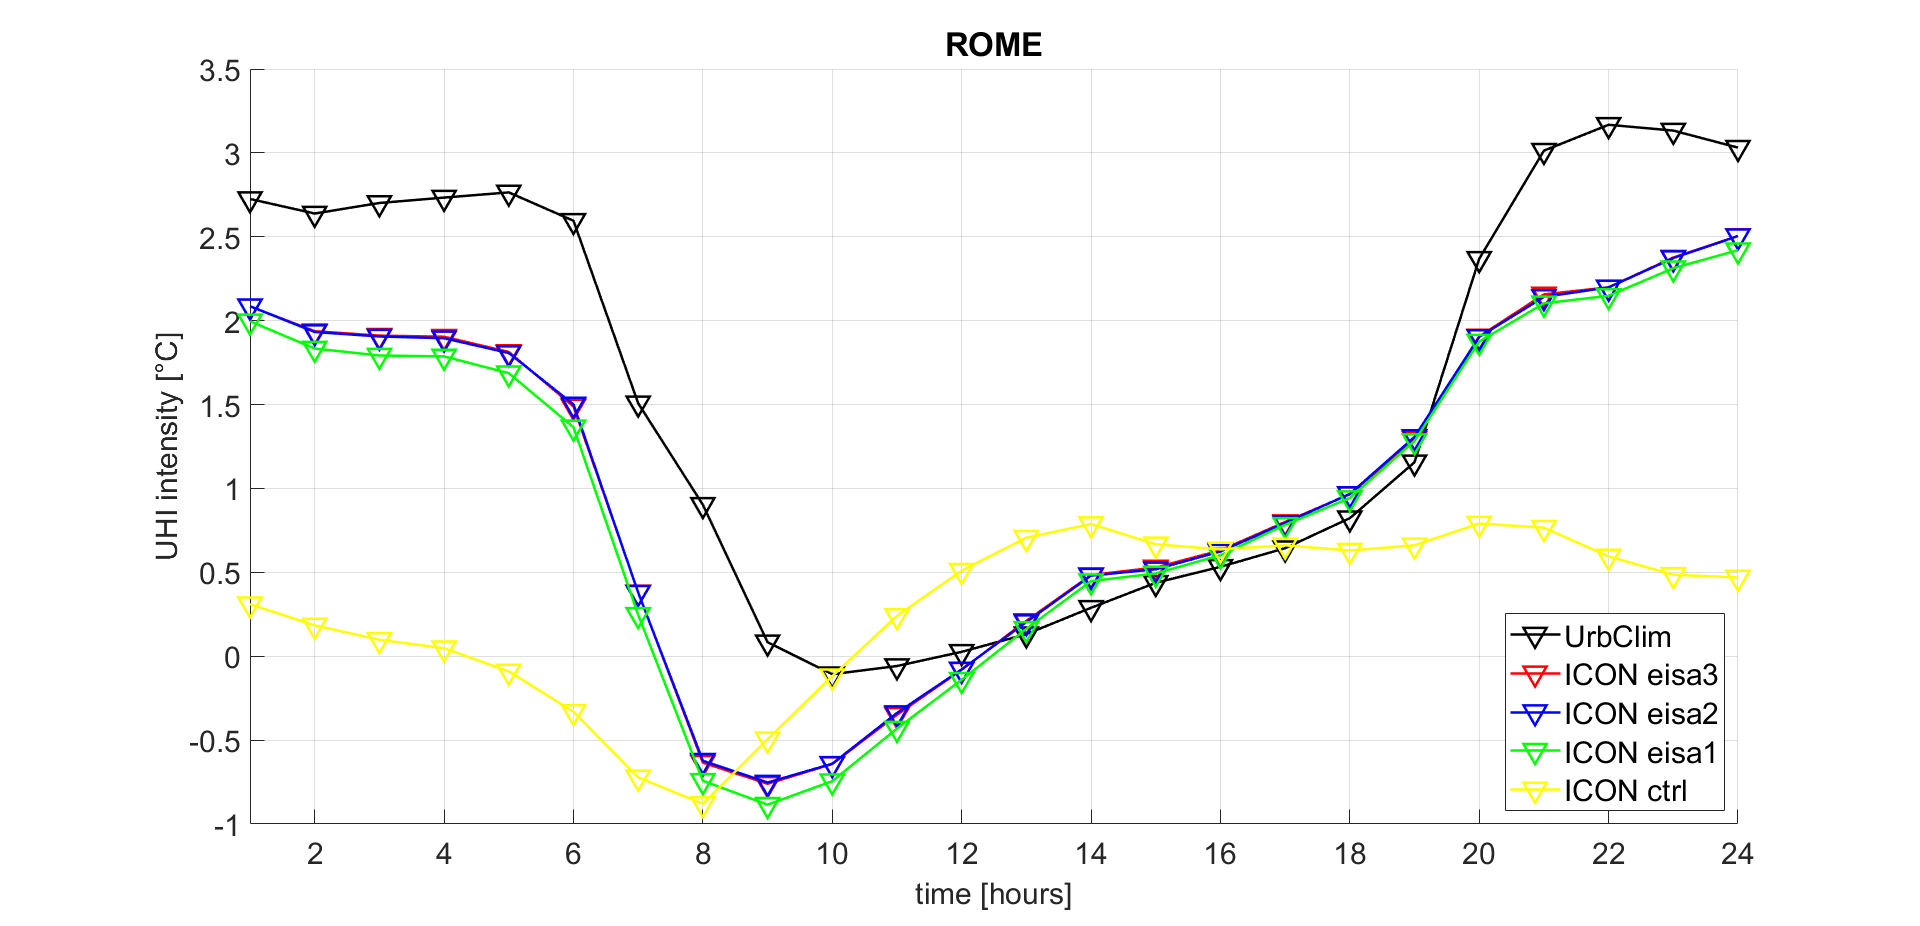 ROME
3.5
3
2.5
2
1.5
1
0.5
0
-0.5
-1
UHI intensity [°C]
2 4 6 8 10 12 14 16 18 20 22 24
time [hours]
UrbClim
ICON eisa3
ICON eisa2
ICON eisa1
ICON ctrl